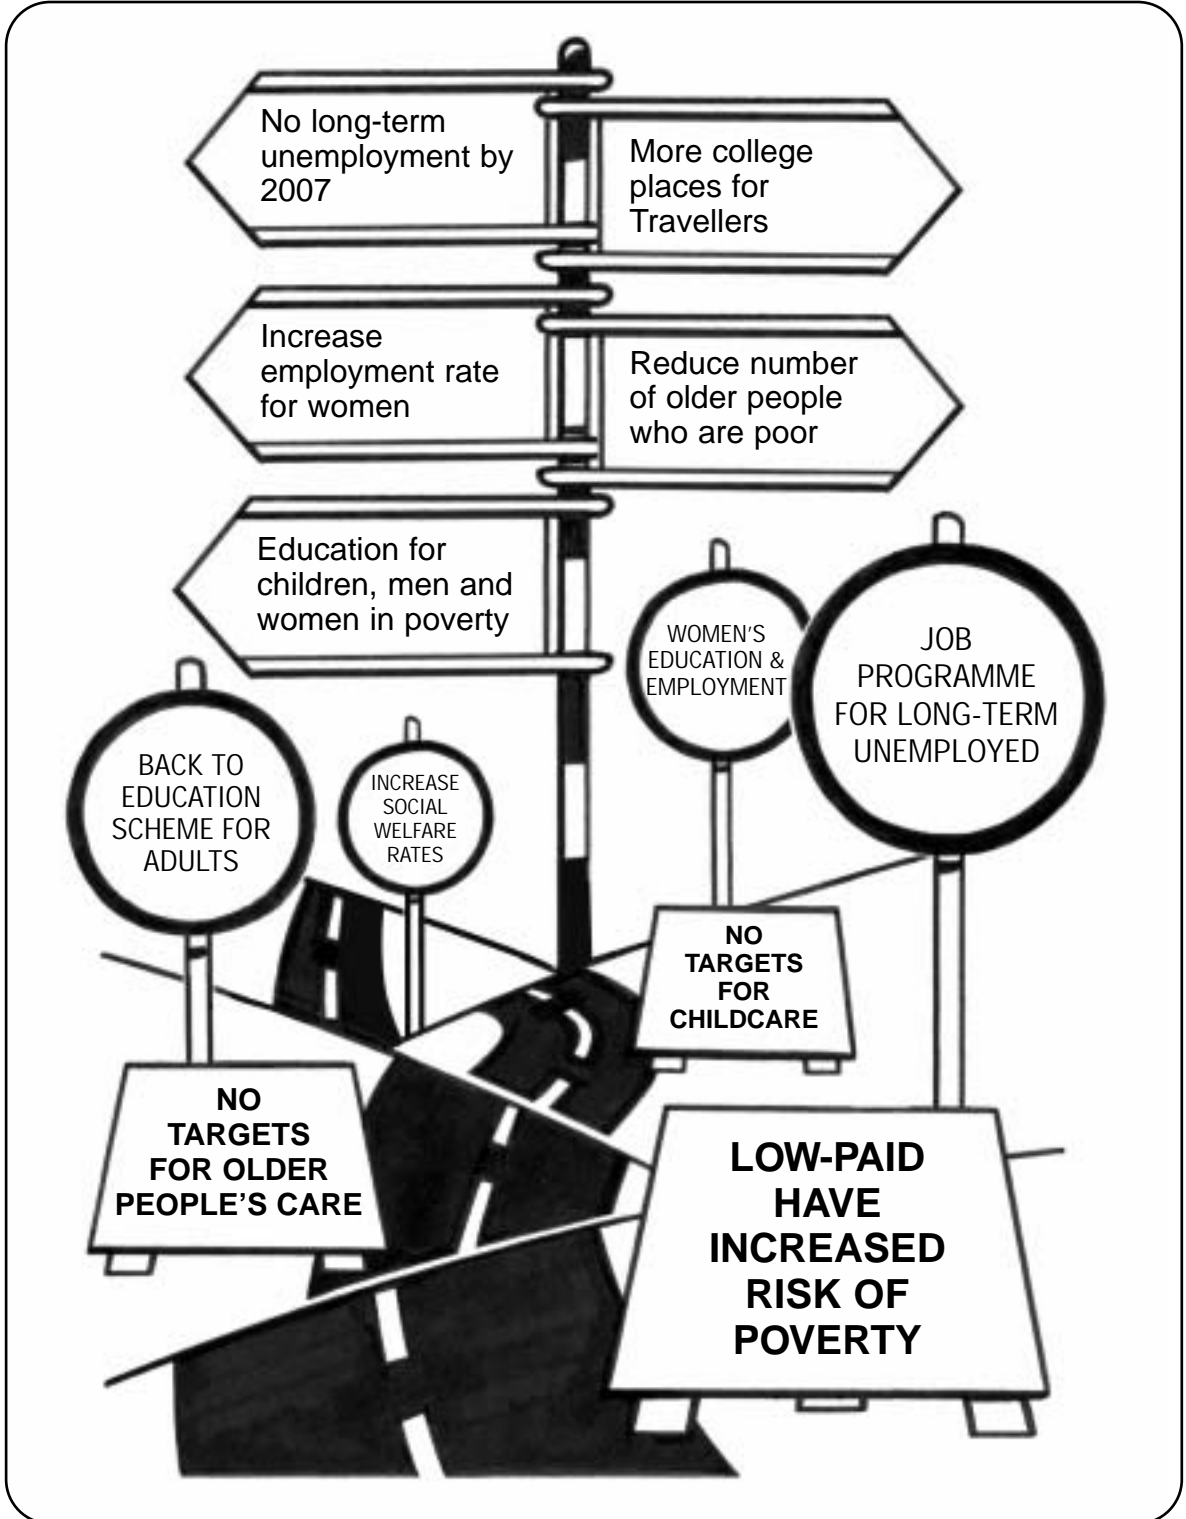 No long-term
unemployment by
2007
More college
places for
Travellers
Increase
employment rate
for women
Reduce number
of older people
who are poor
Education for
children, men and
women in poverty
WOMEN'S
EDUCATION &
EMPLOYMENT
JOB
PROGRAMME
FOR LONG-TERM
UNEMPLOYED
BACK TO
EDUCATION
SCHEME FOR
ADULTS
INCREASE
SOCIAL
WELFARE
RATES
NO
TARGETS
FOR
CHILDCARE
NO
TARGETS
FOR OLDER
PEOPLE'S CARE
LOW-PAID
HAVE
INCREASED
RISK OF
POVERTY